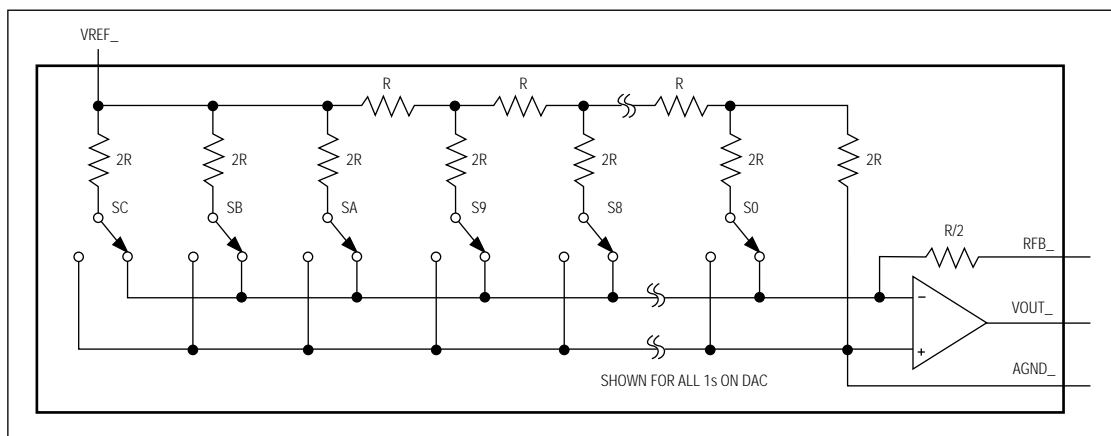 VREF_
R
R
R
2R
2R
2R
2R
2R
2R
2R
SC
SB
SA
S9
S8
S0
R/2
RFB_
−
VOUT_
+
AGND_
SHOWN FOR ALL 1s ON DAC